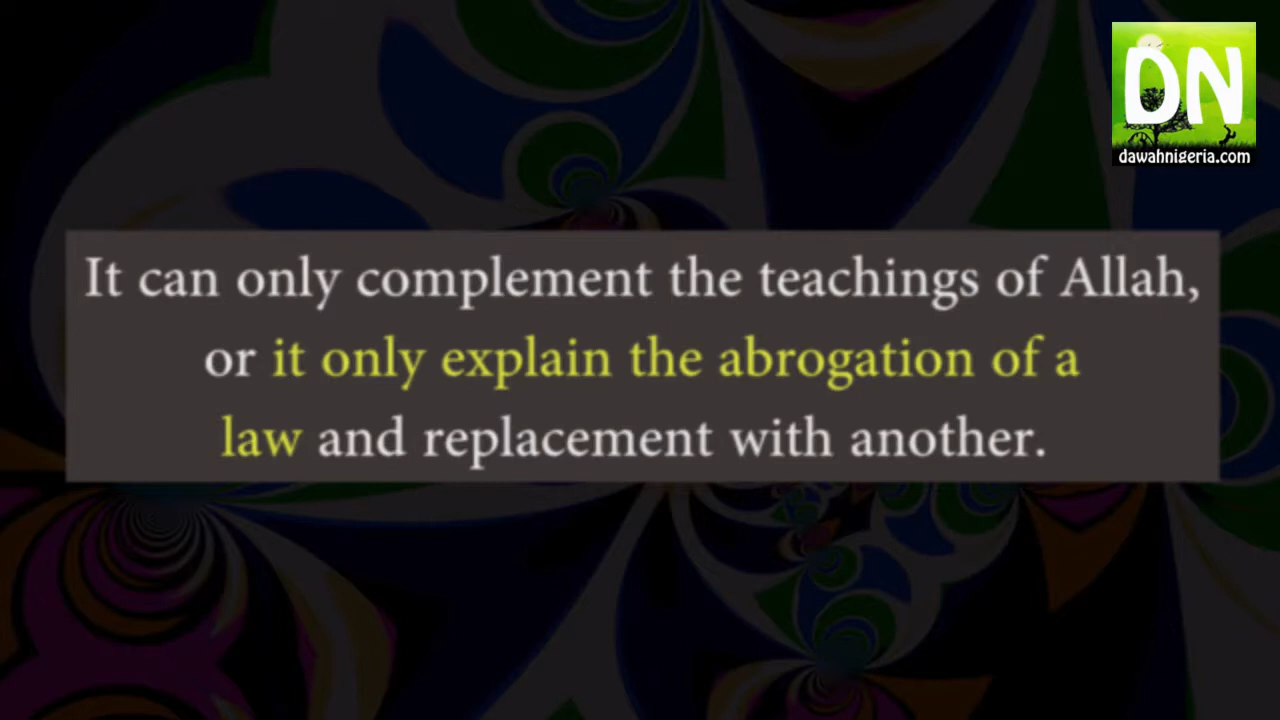 DN
dawahnigeria.com
It can only complement the teachings of Allah,
or it only explain the abrogation of a
law and replacement with another.